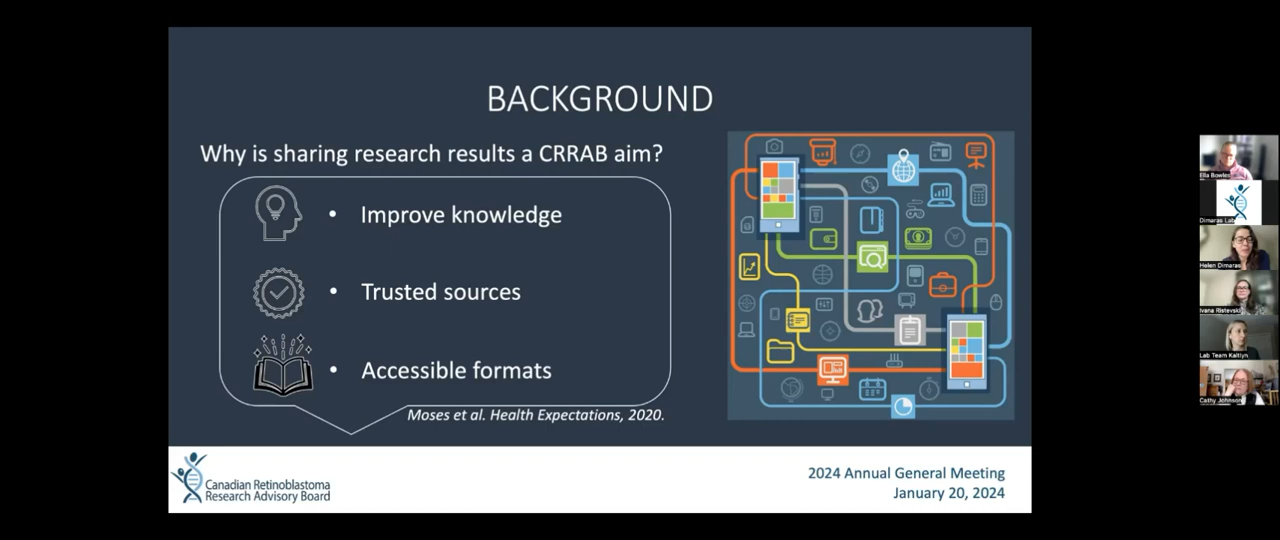 BACKGROUND
Why is sharing research results a CRRAB aim?
• Improve knowledge
• Trusted sources
• Accessible formats
Moses et al. Health Expectations, 2020.
Canadian Retinoblastoma
Research Advisory Board
2024 Annual General Meeting
January 20, 2024
Ella Bowles
Dimaras Lab
Helen Dimaras
Ivana Ristevski
Lab Team Kaitlyn
Cathy Johnson